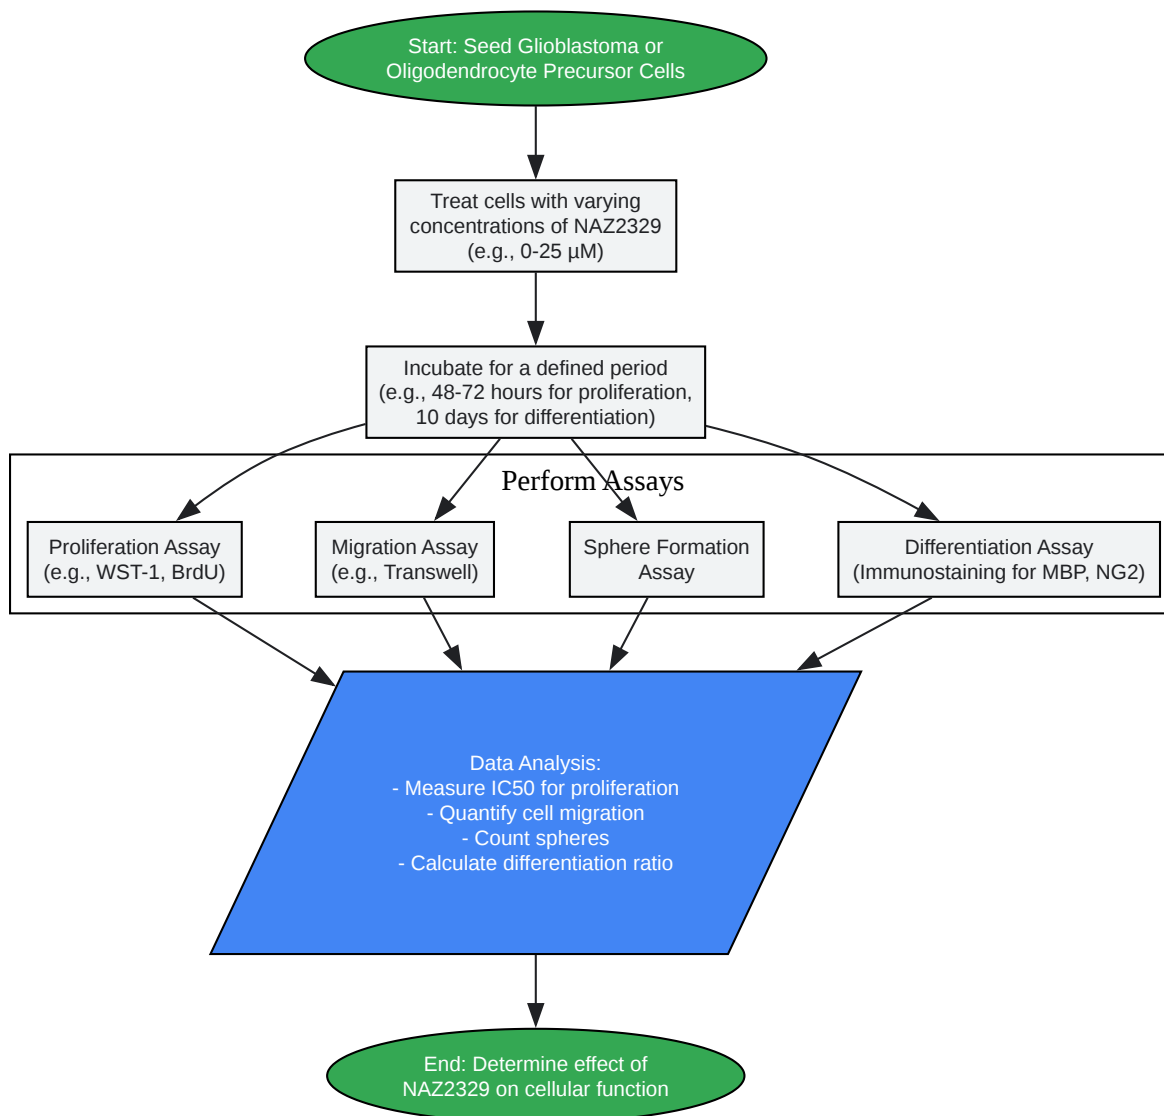 Start: Seed Glioblastoma or
Oligodendrocyte Precursor Cells
Treat cells with varying
concentrations of NAZ2329
(e.g., 0-25 µM)
Incubate for a defined period
(e.g., 48-72 hours for proliferation,
10 days for differentiation)
Perform Assays
Proliferation Assay
(e.g., WST-1, BrdU)
Migration Assay
(e.g., Transwell)
Sphere Formation
Assay
Differentiation Assay
(Immunostaining for MBP, NG2)
Data Analysis:
- Measure IC50 for proliferation
- Quantify cell migration
- Count spheres
- Calculate differentiation ratio
End: Determine effect of
NAZ2329 on cellular function